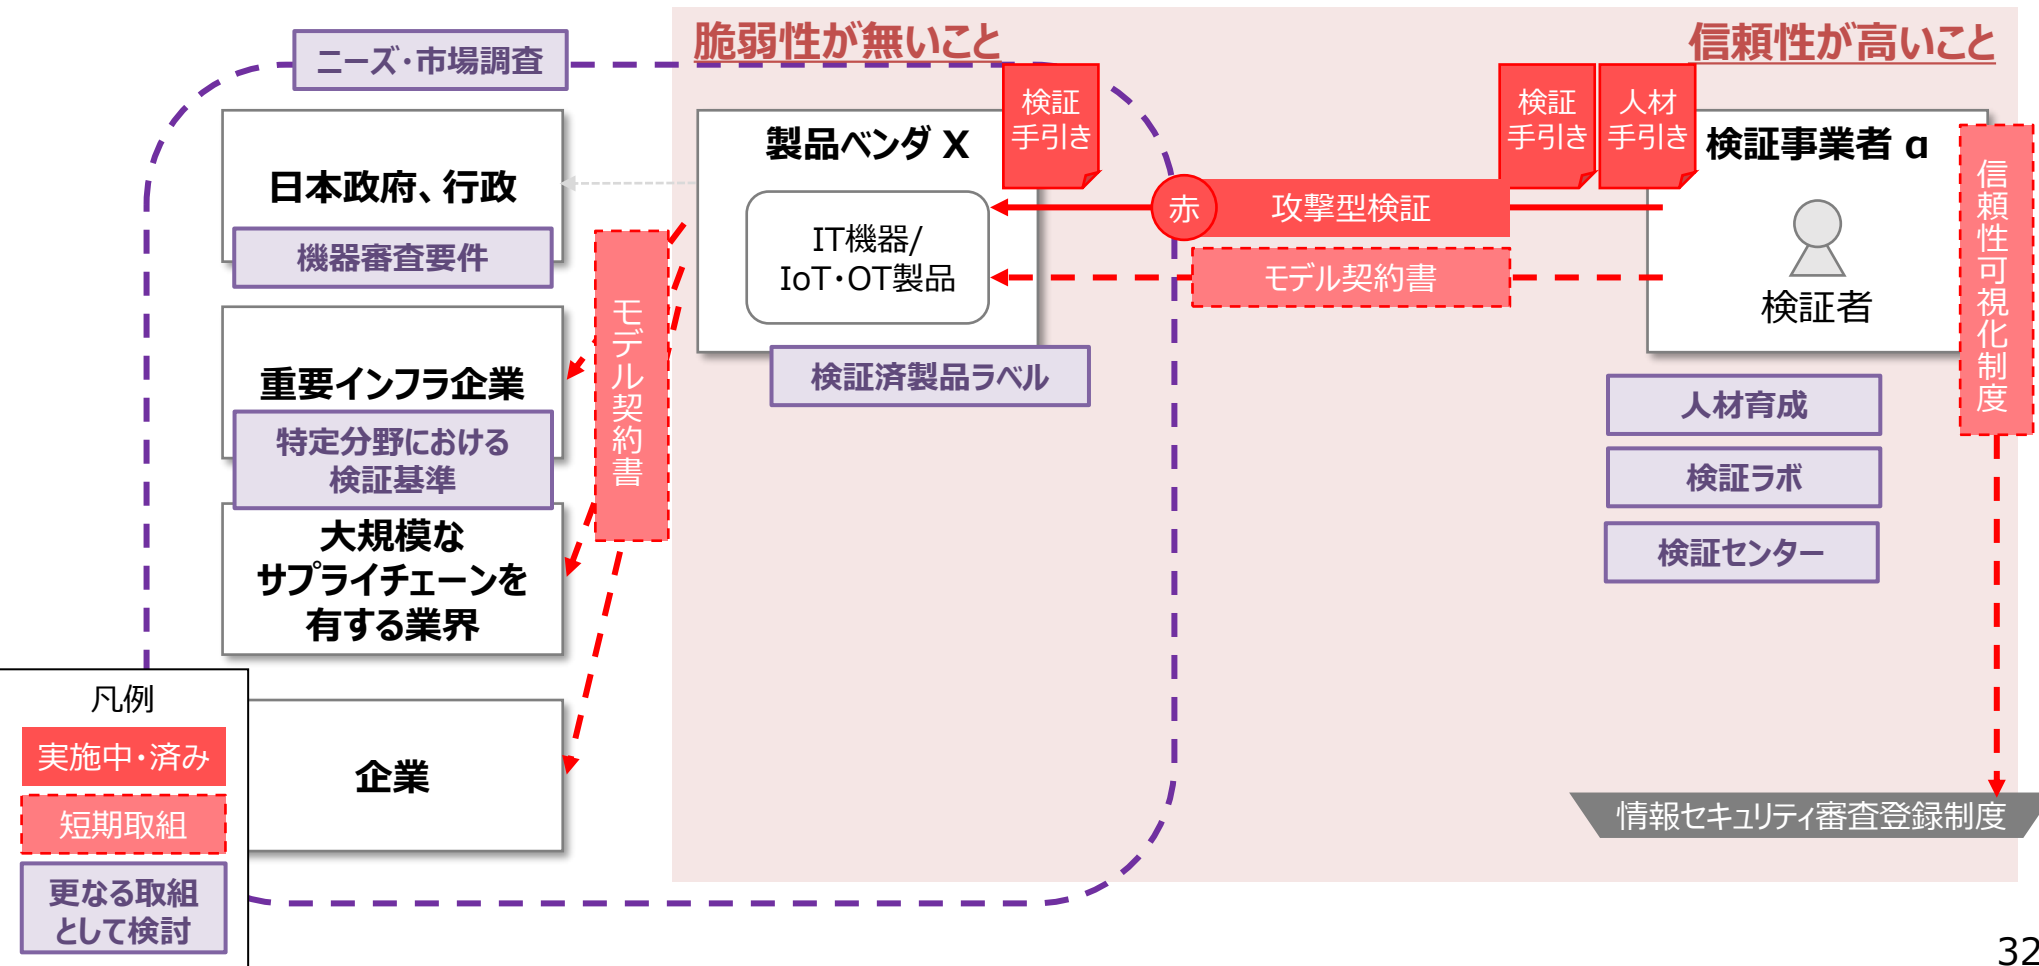 ニーズ・市場調査
脆弱性が無いこと
信頼性が高いこと
日本政府、行政
機器審査要件
重要インフラ企業
特定分野における
検証基準
大規模な
サプライチェーンを
有する業界
企業
モデル契約書
製品ベンダ X
検証
手引き
IT機器/
IoT・OT製品
検証済製品ラベル
赤
攻撃型検証
モデル契約書
検証
手引き
人材
手引き
検証事業者 α
検証者
信頼性可視化制度
人材育成
検証ラボ
検証センター
情報セキュリティ審査登録制度
凡例
実施中・済み
短期取組
更なる取組
として検討
32